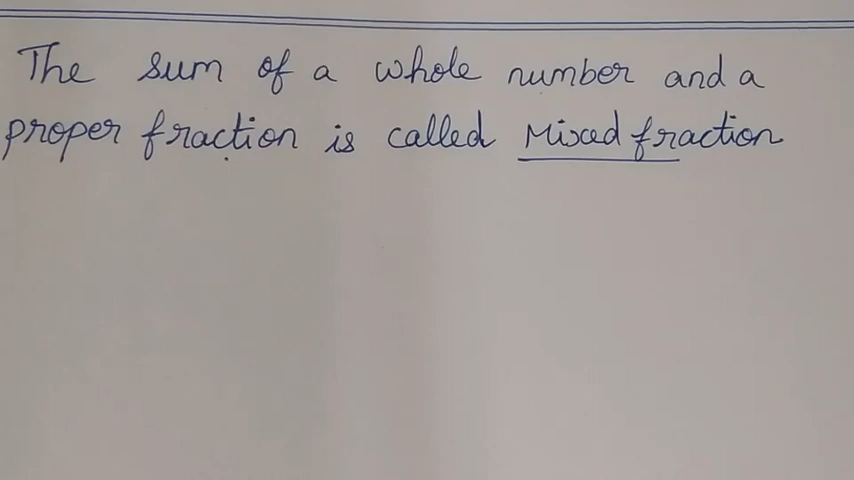 The sum of a whole number and a
proper fraction is called Mixed fraction